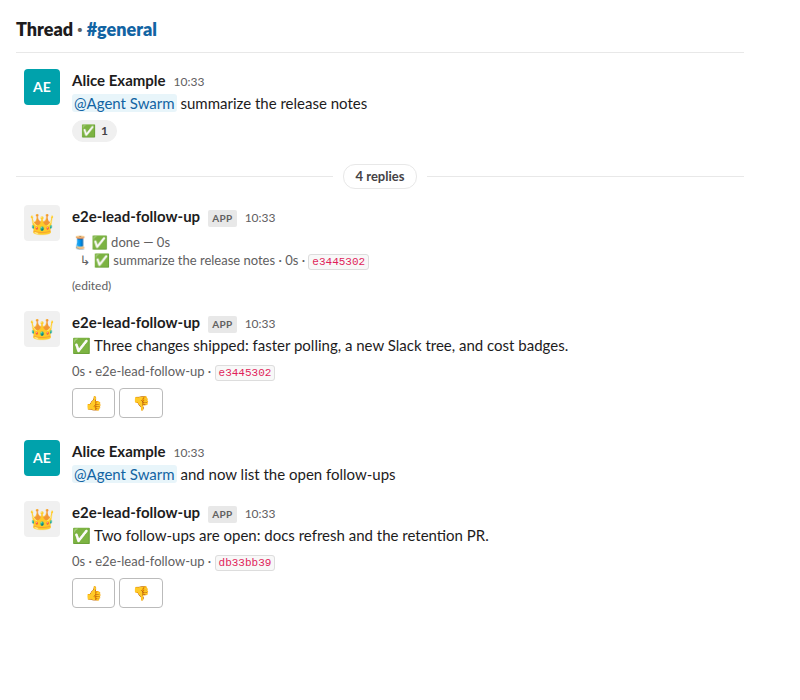 Thread • #general
AE
Alice Example 10:33
@Agent Swarm summarize the release notes
✅ 1
4 replies
e2e-lead-follow-up APP 10:33
🧵 ✅ done — 0s
↳ ✅ summarize the release notes · 0s · e3445302
(edited)
e2e-lead-follow-up APP 10:33
✅ Three changes shipped: faster polling, a new Slack tree, and cost badges.
0s · e2e-lead-follow-up · e3445302
👍 👎
AE
Alice Example 10:33
@Agent Swarm and now list the open follow-ups
e2e-lead-follow-up APP 10:33
✅ Two follow-ups are open: docs refresh and the retention PR.
0s · e2e-lead-follow-up · db33bb39
👍 👎